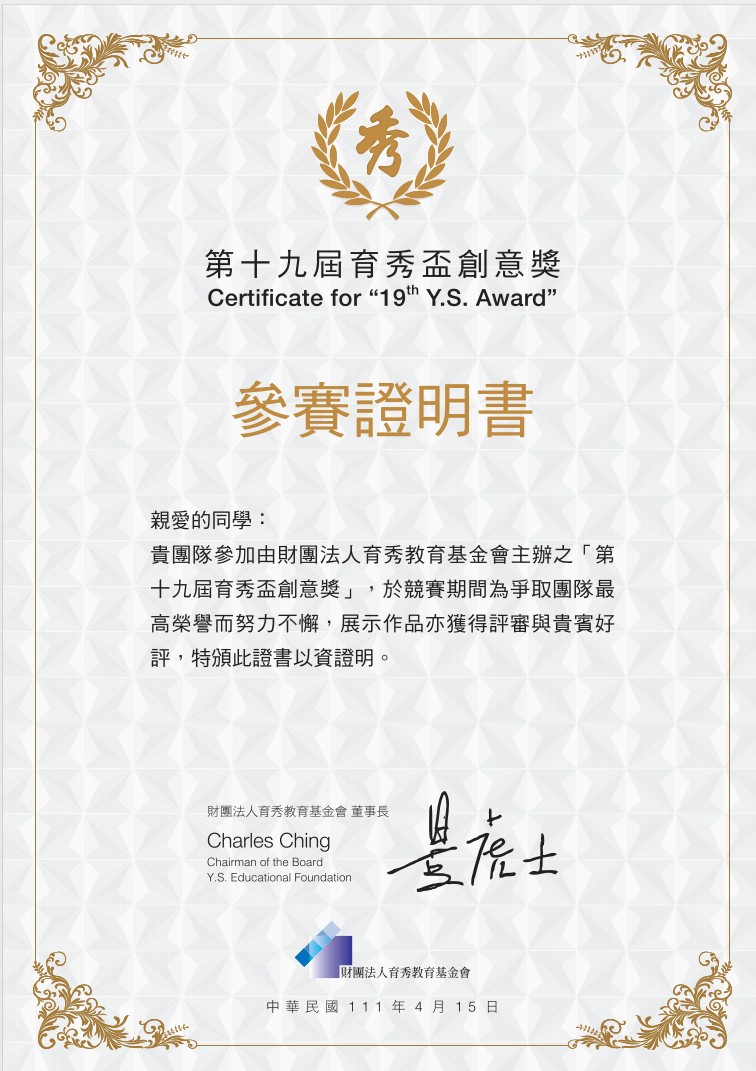 秀
第十九屆育秀盃創意獎
Certificate for “19th Y.S. Award”
參賽證明書
親愛的同學：
貴團隊參加由財團法人育秀教育基金會主辦之「第
十九屆育秀盃創意獎」，於競賽期間為爭取團隊最
高榮譽而努力不懈，展示作品亦獲得評審與貴賓好
評，特頒此證書以資證明。
財團法人育秀教育基金會 董事長
Charles Ching
Chairman of the Board
Y.S. Educational Foundation
財團法人育秀教育基金會
中華民國 111 年 4 月 15 日